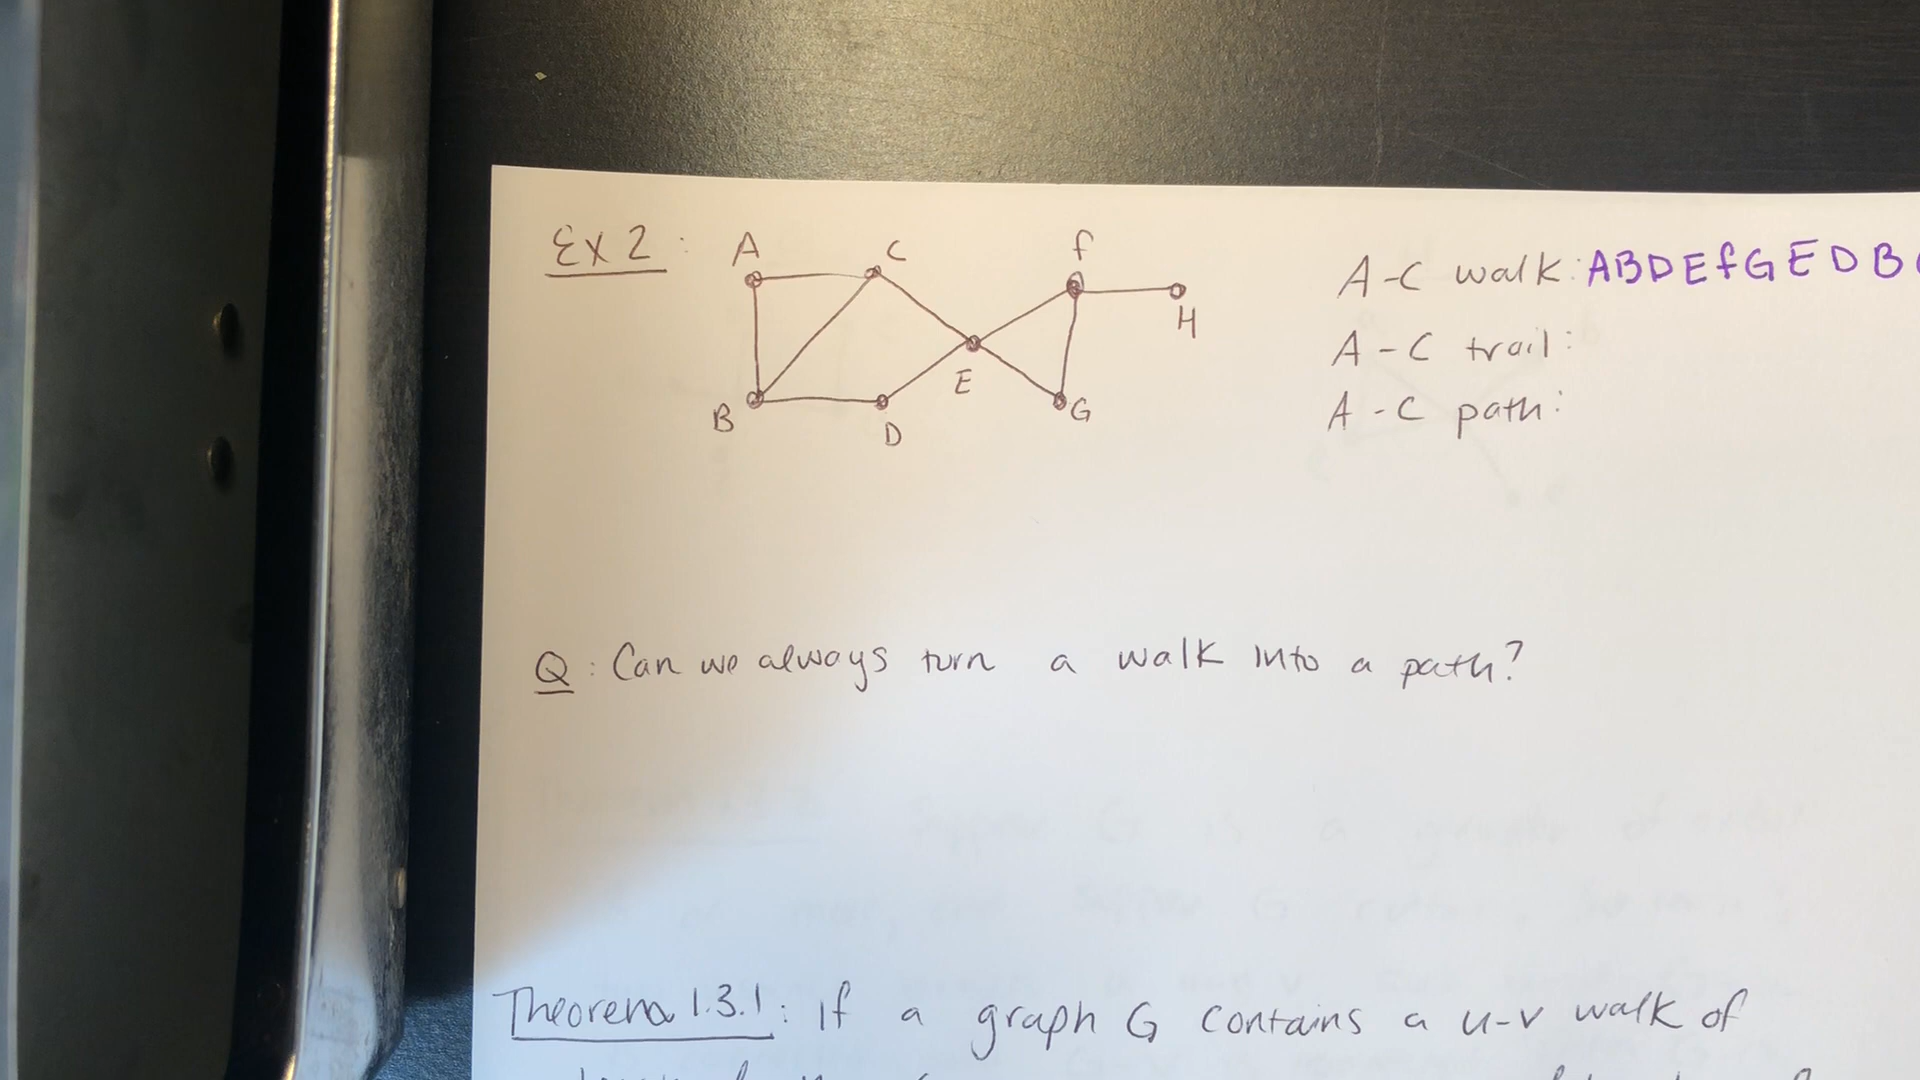 Ex 2:
A C f
H
E
B D G
A-C walk: ABDEfGEDB
A-C trail:
A-C path:
Q: Can we always turn a walk into a path?
Theorem 1.3.1: If a graph G contains a u-v walk of